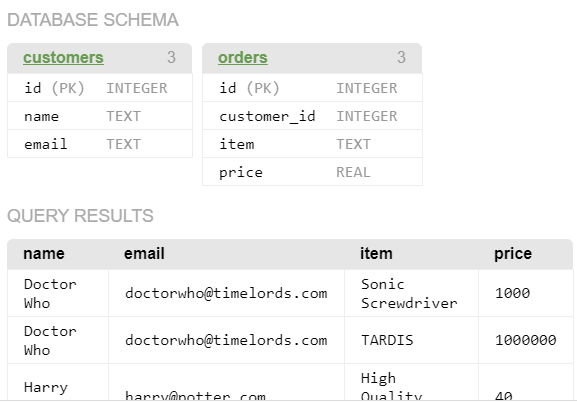 DATABASE SCHEMA
customers 3
id (PK) INTEGER
name TEXT
email TEXT
orders 3
id (PK) INTEGER
customer_id INTEGER
item TEXT
price REAL
QUERY RESULTS
name email item price
Doctor
Who doctorwho@timelords.com Sonic
Screwdriver 1000
Doctor
Who doctorwho@timelords.com TARDIS 1000000
Harry harry@potter.com High
Quality 40